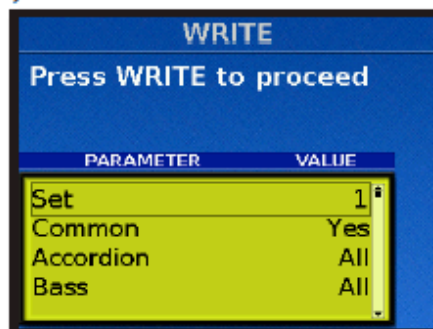 WRITE
Press WRITE to proceed
PARAMETER VALUE
Set 1
Common Yes
Accordion All
Bass All